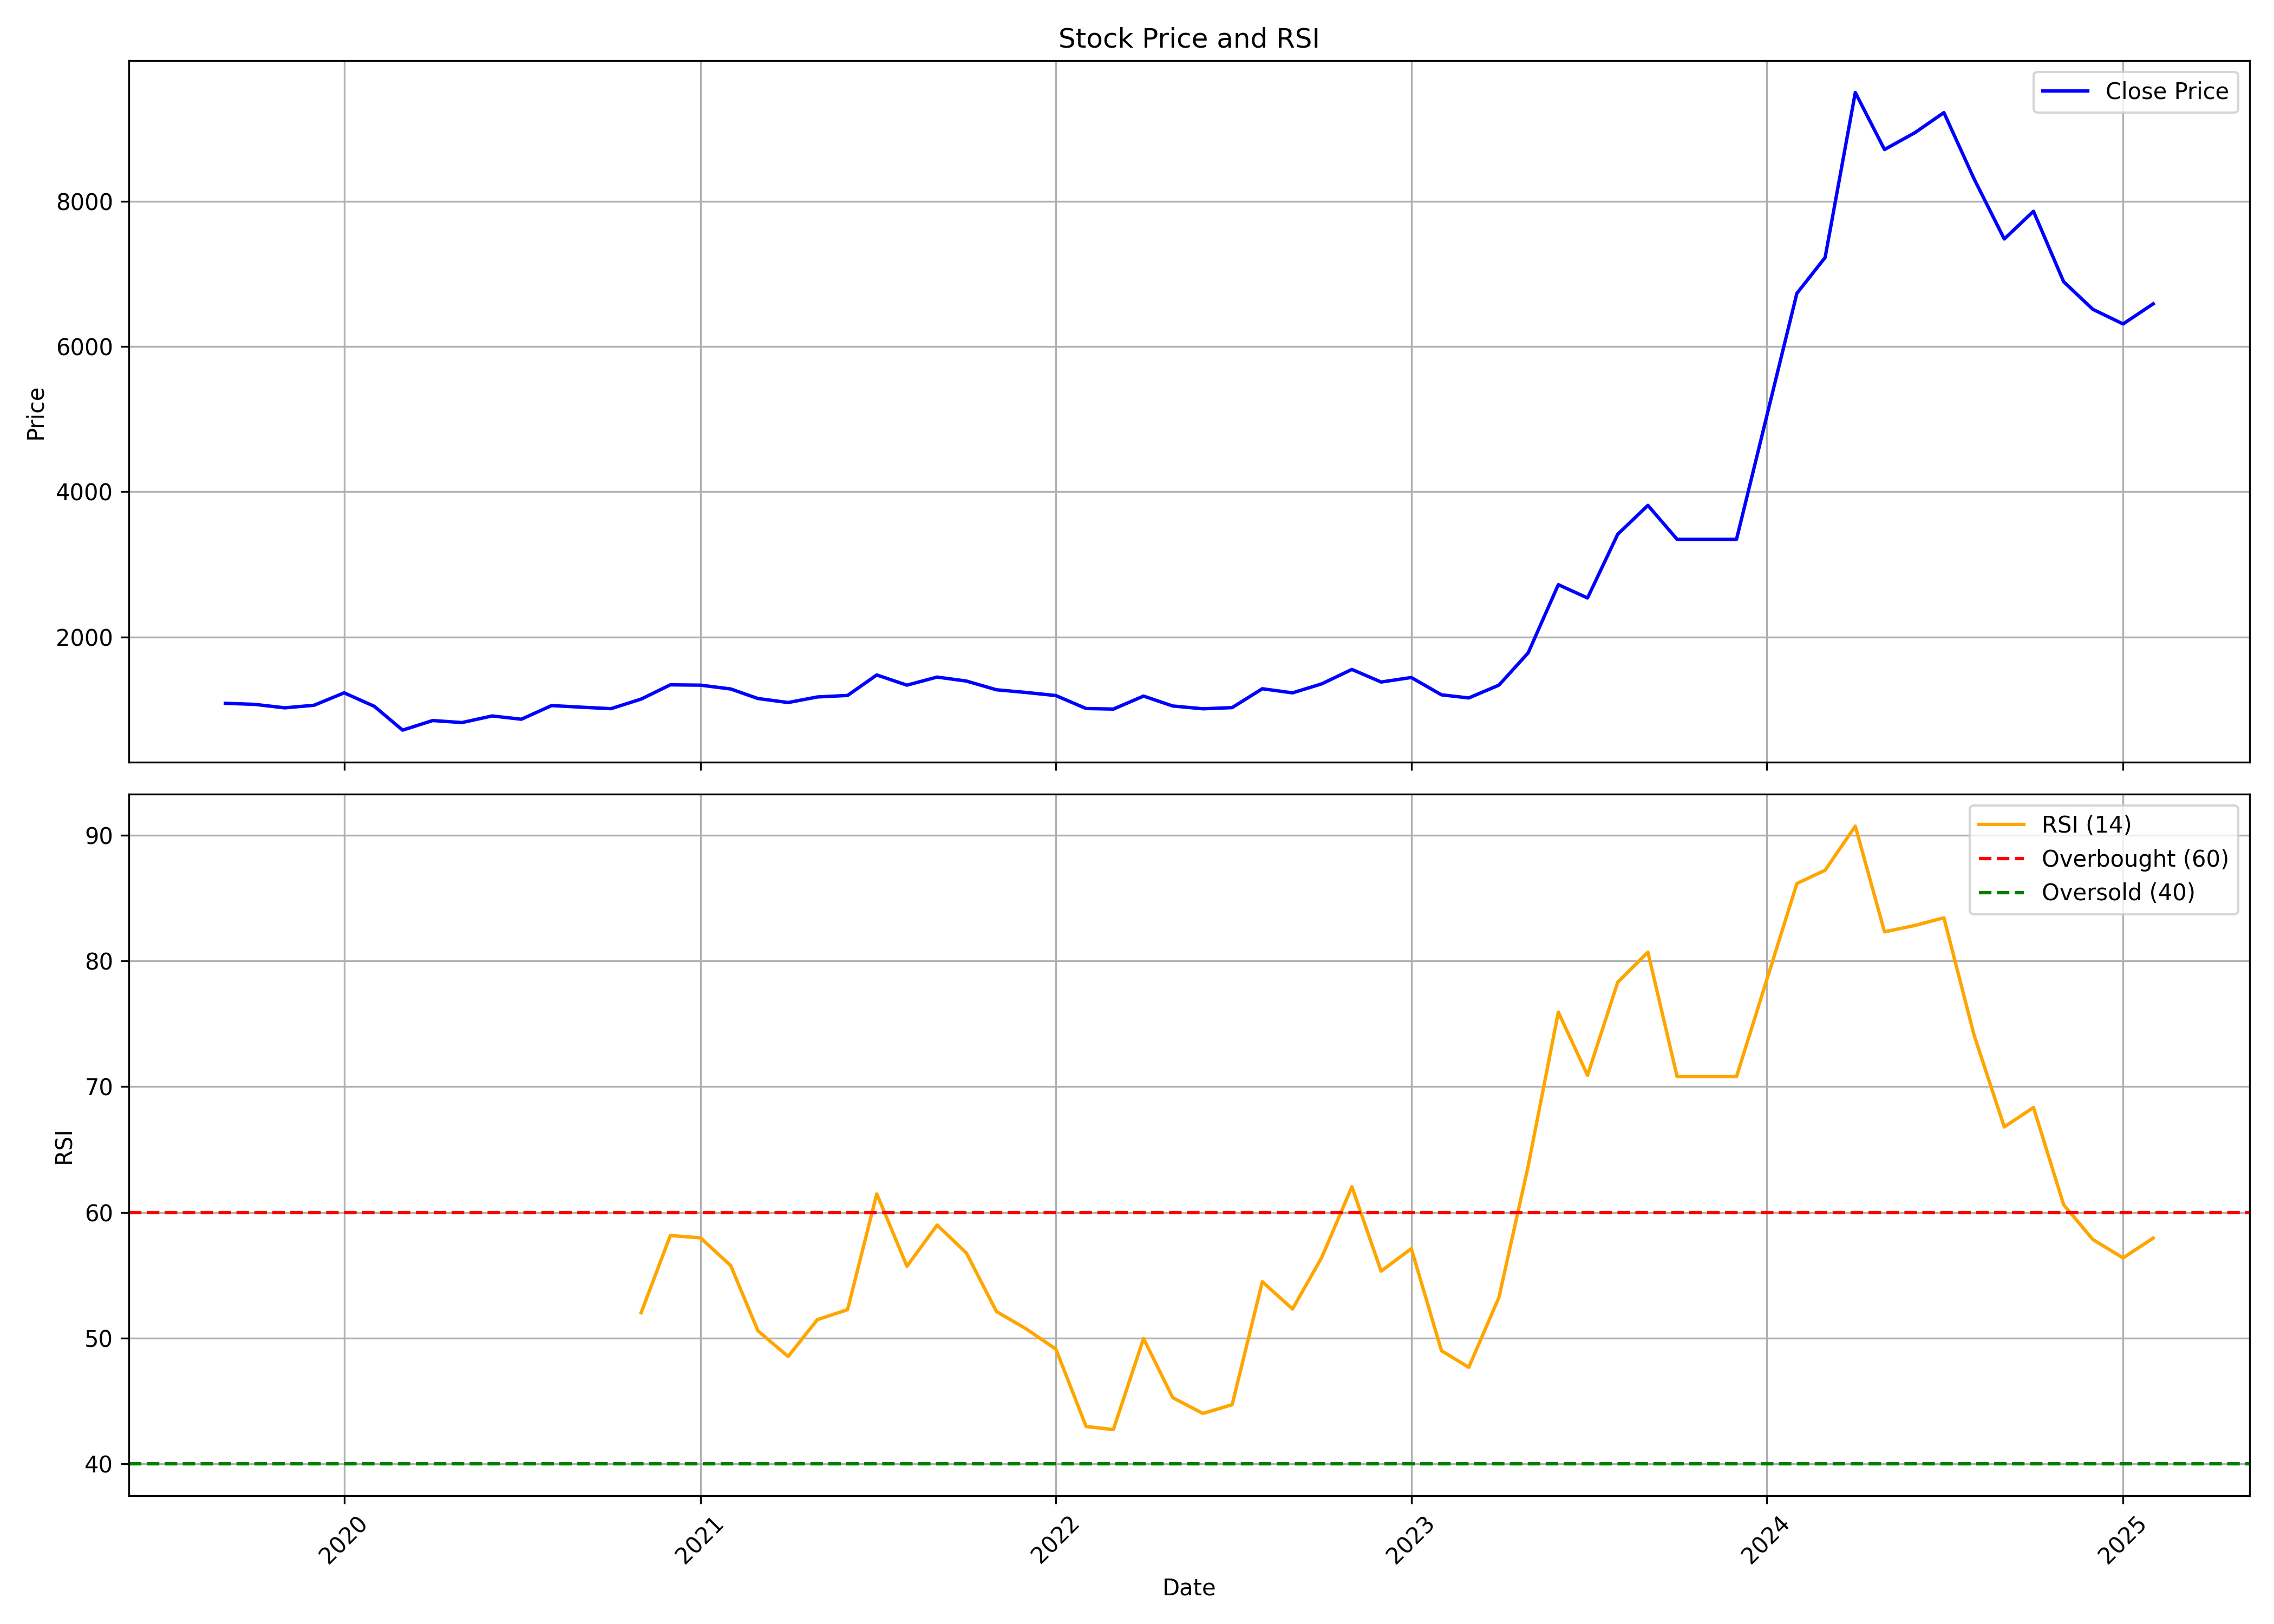 Stock Price and RSI
Close Price
Price
8000
6000
4000
2000
RSI (14)
Overbought (60)
Oversold (40)
RSI
90
80
70
60
50
40
2020
2021
2022
2023
2024
2025
Date